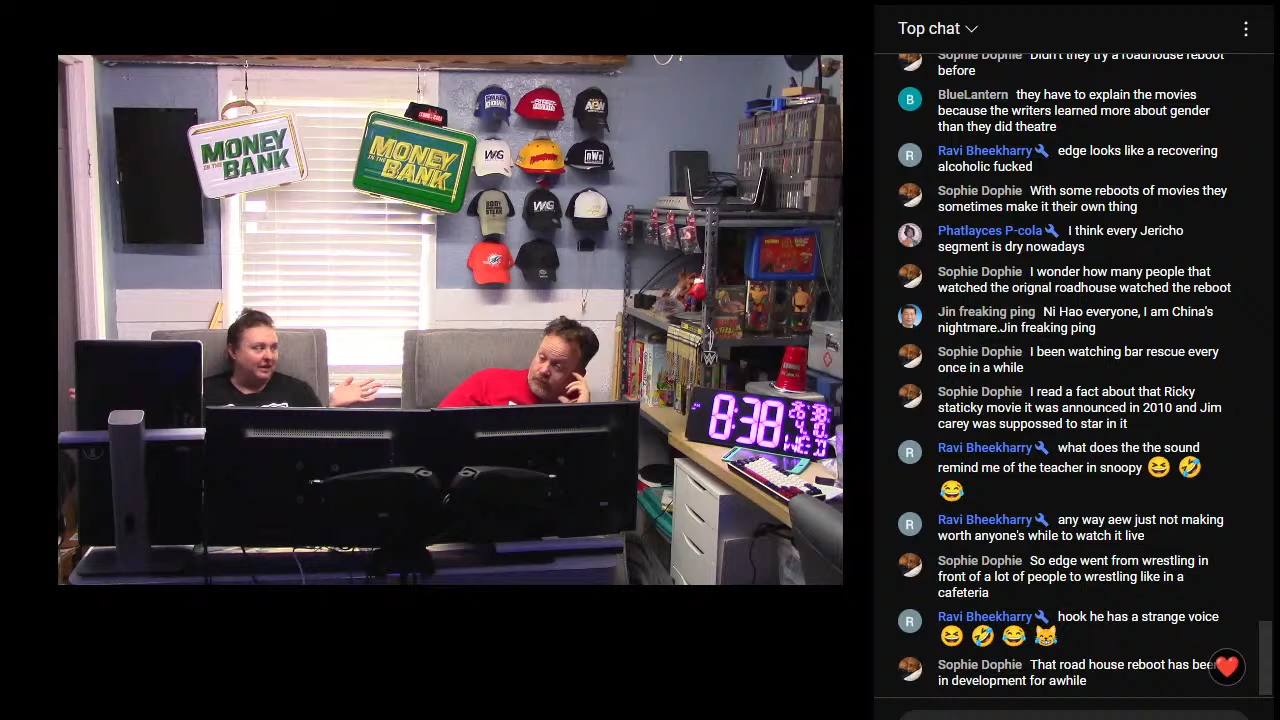 Top chat
Sophie Dophie Didn't they try a roadhouse reboot
before
BlueLantern they have to explain the movies
because the writers learned more about gender
than they did theatre
Ravi Bheekharry edge looks like a recovering
alcoholic fucked
Sophie Dophie With some reboots of movies they
sometimes make it their own thing
Phatlayces P-cola I think every Jericho
segment is dry nowadays
Sophie Dophie I wonder how many people that
watched the orignal roadhouse watched the reboot
Jin freaking ping Ni Hao everyone, I am China's
nightmare.Jin freaking ping
Sophie Dophie I been watching bar rescue every
once in a while
Sophie Dophie I read a fact about that Ricky
staticky movie it was announced in 2010 and Jim
carey was suppossed to star in it
Ravi Bheekharry what does the the sound
remind me of the teacher in snoopy
Ravi Bheekharry any way aew just not making
worth anyone's while to watch it live
Sophie Dophie So edge went from wrestling in
front of a lot of people to wrestling like in a
cafeteria
Ravi Bheekharry hook he has a strange voice
Sophie Dophie That road house reboot has been
in development for awhile
MONEY
IN THE
BANK
MONEY
IN THE
BANK
nWo
8:38
B
R
R
R
R